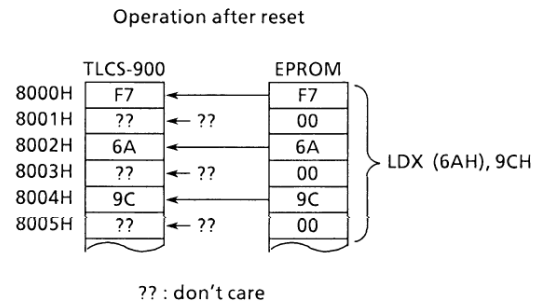 Operation after reset
TLCS-900 EPROM
8000H F7 F7
8001H ?? ?? 00
8002H 6A 6A
8003H ?? ?? 00
8004H 9C 9C
8005H ?? ?? 00
LDX (6AH), 9CH
?? : don't care